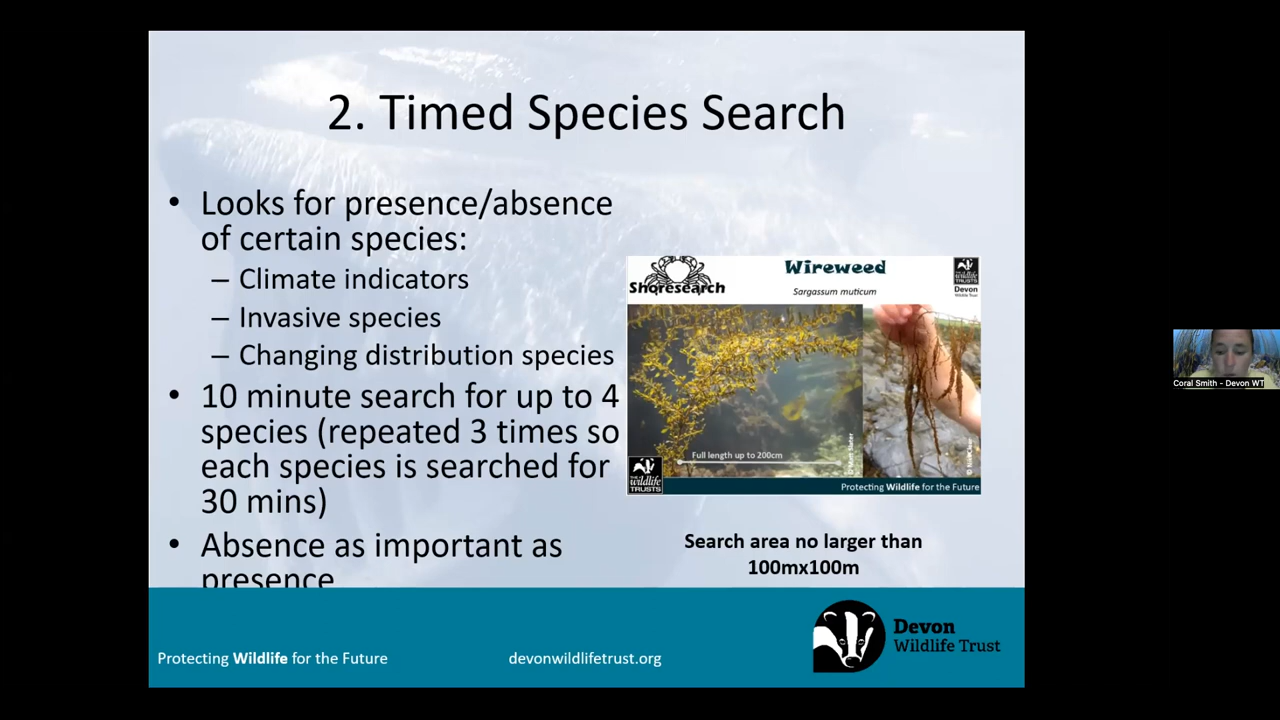 2. Timed Species Search
• Looks for presence/absence
of certain species:
– Climate indicators
– Invasive species
– Changing distribution species
• 10 minute search for up to 4
species (repeated 3 times so
each species is searched for
30 mins)
• Absence as important as
presence
Shoresearch
Wireweed
Sargassum muticum
THE
WILDLIFE
TRUSTS
Devon
Wildlife Trust
Full length up to 200cm
THE
wildlife
TRUSTS
Protecting Wildlife for the Future
Search area no larger than
100mx100m
Protecting Wildlife for the Future
devonwildlifetrust.org
Devon
Wildlife Trust
Coral Smith - Devon WT